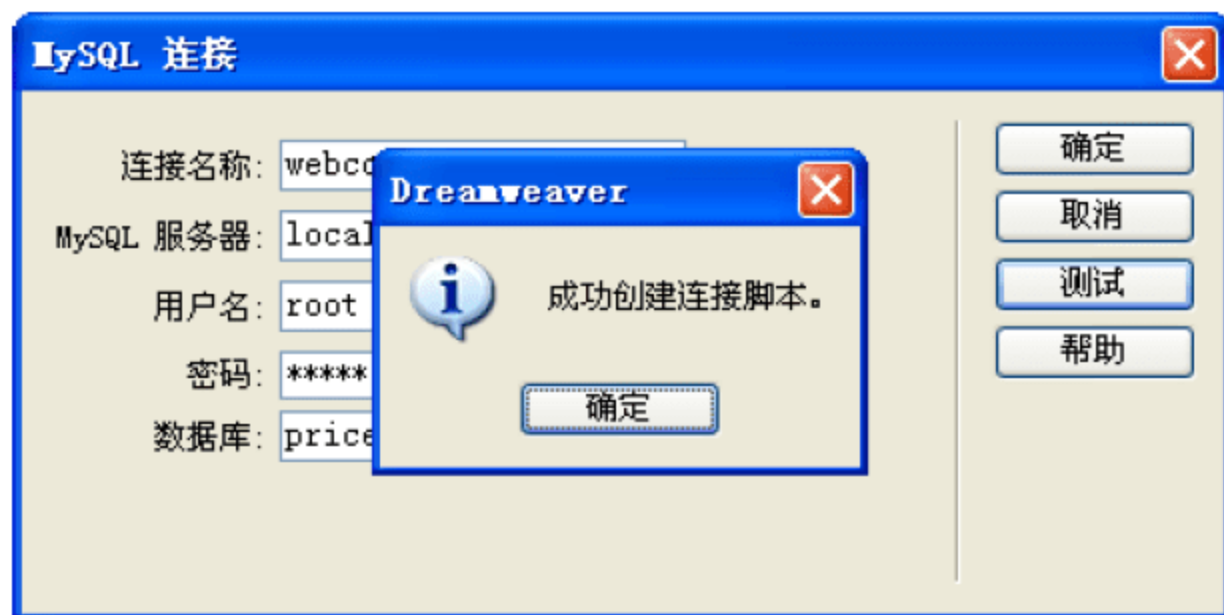 MySQL 连接
连接名称:
MySQL 服务器: local
用户名: root
密码: *****
数据库: price
Dreamweaver
成功创建连接脚本。
确定
确定
取消
测试
帮助